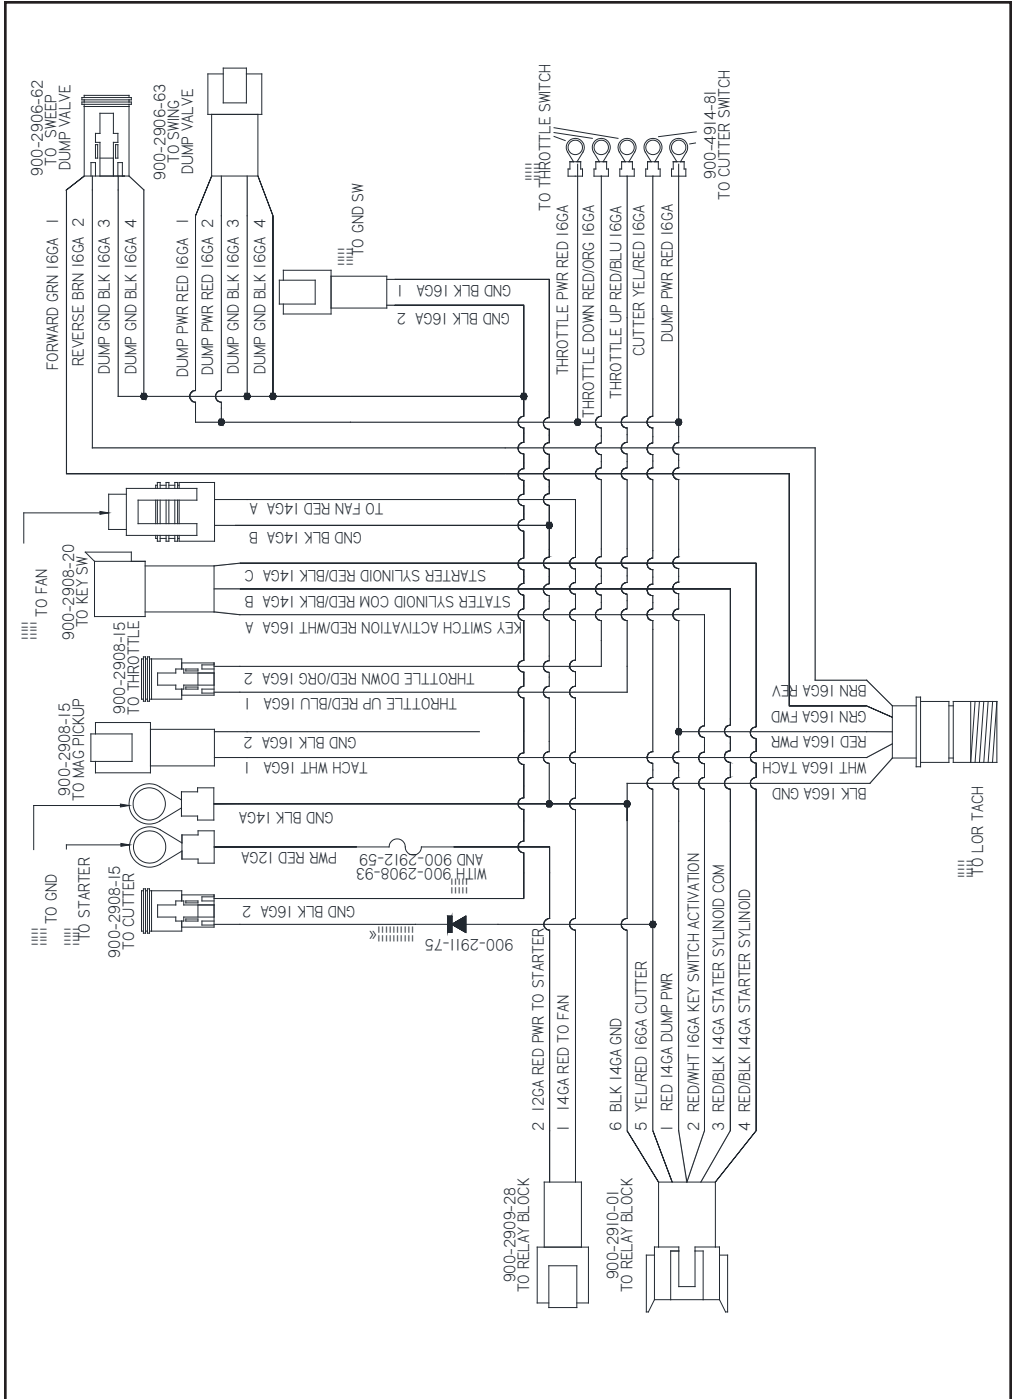 900-2906-62
TO SWEEP
DUMP VALVE
900-2906-63
TO SWING
DUMP VALVE
TO THROTTLE SWITCH
900-4914-81
TO CUTTER SWITCH
TO GND SW
FORWARD GRN 16GA 1
REVERSE BRN 16GA 2
DUMP GND BLK 16GA 3
DUMP GND BLK 16GA 4
DUMP PWR RED 16GA 1
DUMP PWR RED 16GA 2
DUMP GND BLK 16GA 3
DUMP GND BLK 16GA 4
GND BLK 16GA 1
GND BLK 16GA 2
THROTTLE PWR RED 16GA
THROTTLE DOWN RED/ORG 16GA
THROTTLE UP RED/BLU 16GA
CUTTER YEL/RED 16GA
DUMP PWR RED 16GA
TO FAN
TO FAN RED 14GA A
GND BLK 14GA B
900-2908-20
TO KEY SW
STARTER SYLINOID RED/BLK 14GA C
STATER SYLINOID COM RED/BLK 14GA B
KEY SWITCH ACTIVATION RED/WHT 16GA A
900-2908-15
TO THROTTLE
THROTTLE DOWN RED/ORG 16GA 2
THROTTLE UP RED/BLU 16GA 1
900-2908-15
TO MAG PICKUP
GND BLK 16GA 2
TACH WHT 16GA 1
BRN 16GA REV
GRN 16GA FWD
RED 16GA PWR
WHT 16GA TACH
BLK 16GA GND
TO LOR TACH
TO GND
GND BLK 14GA
TO STARTER
PWR RED 12GA
WITH 900-2908-93
AND 900-2912-59
900-2908-15
TO CUTTER
GND BLK 16GA 2
900-2911-75
2 12GA RED PWR TO STARTER
1 14GA RED TO FAN
6 BLK 14GA GND
5 YEL/RED 16GA CUTTER
1 RED 14GA DUMP PWR
2 RED/WHT 16GA KEY SWITCH ACTIVATION
3 RED/BLK 14GA STATER SYLINOID COM
4 RED/BLK 14GA STARTER SYLINOID
900-2909-28
TO RELAY BLOCK
900-2910-01
TO RELAY BLOCK